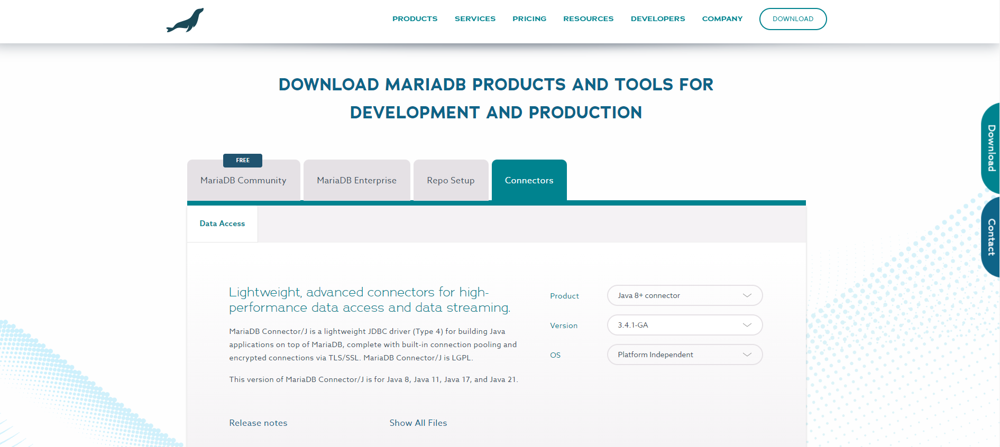 PRODUCTS SERVICES PRICING RESOURCES DEVELOPERS COMPANY DOWNLOAD
DOWNLOAD MARIADB PRODUCTS AND TOOLS FOR
DEVELOPMENT AND PRODUCTION
FREE
MariaDB Community MariaDB Enterprise Repo Setup Connectors
Data Access
Lightweight, advanced connectors for high-
performance data access and data streaming.
MariaDB Connector/J is a lightweight JDBC driver (Type 4) for building Java
applications on top of MariaDB, complete with built-in connection pooling and
encrypted connections via TLS/SSL. MariaDB Connector/J is LGPL.
This version of MariaDB Connector/J is for Java 8, Java 11, Java 17, and Java 21.
Release notes Show All Files
Product Java 8+ connector
Version 3.4.1-GA
OS Platform Independent
Download
Contact